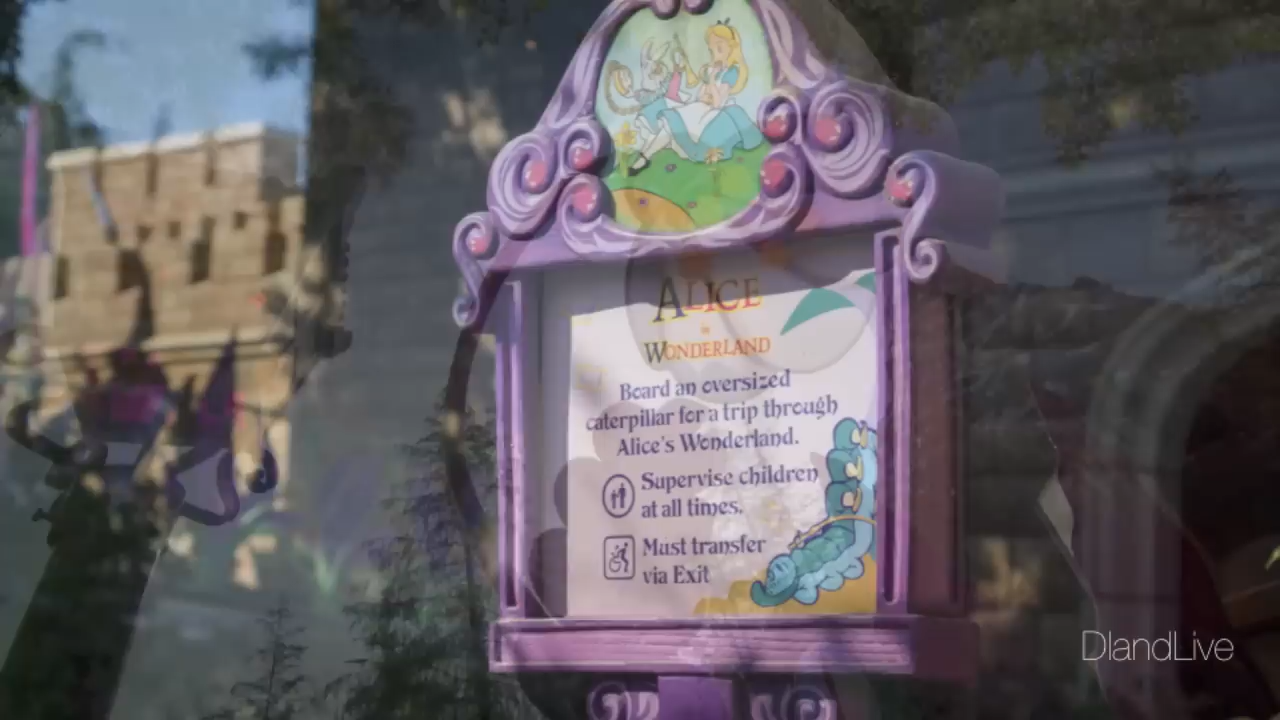 ALICE
in
WONDERLAND
Board an oversized
caterpillar for a trip through
Alice's Wonderland.
Supervise children
at all times.
Must transfer
via Exit
DlandLive